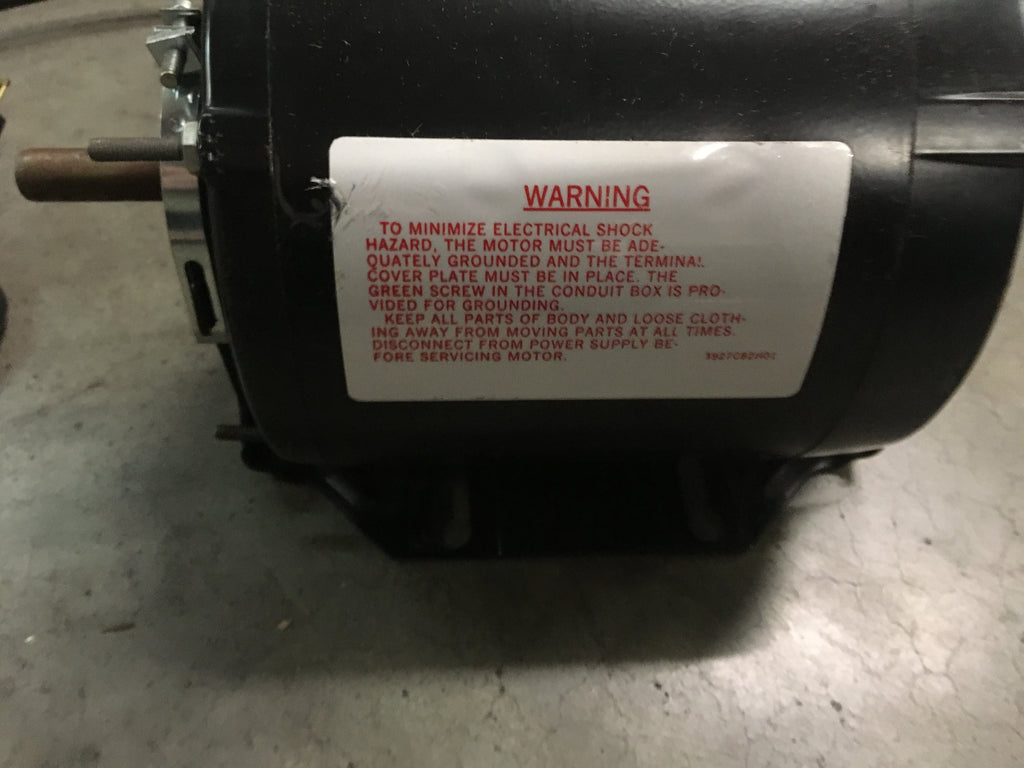 WARNING
TO MINIMIZE ELECTRICAL SHOCK
HAZARD, THE MOTOR MUST BE ADE-
QUATELY GROUNDED AND THE TERMINAL
COVER PLATE MUST BE IN PLACE. THE
GREEN SCREW IN THE CONDUIT BOX IS PRO-
VIDED FOR GROUNDING.
KEEP ALL PARTS OF BODY AND LOOSE CLOTH-
ING AWAY FROM MOVING PARTS AT ALL TIMES.
DISCONNECT FROM POWER SUPPLY BE-
FORE SERVICING MOTOR.